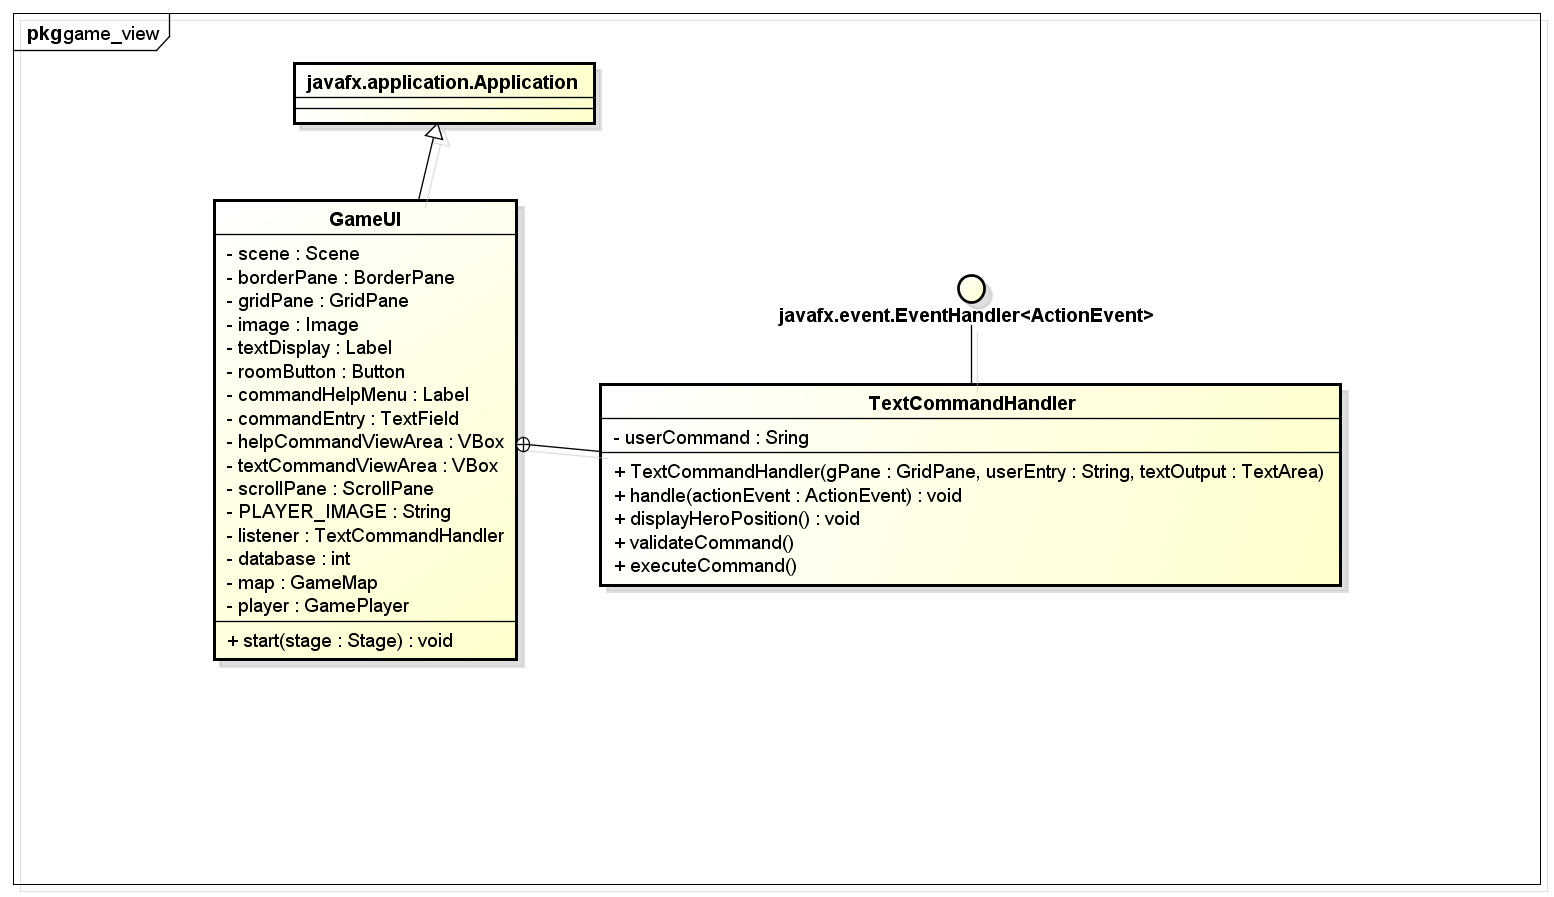 pkg game_view
javafx.application.Application
GameUI
- scene : Scene
- borderPane : BorderPane
- gridPane : GridPane
- image : Image
- textDisplay : Label
- roomButton : Button
- commandHelpMenu : Label
- commandEntry : TextField
- helpCommandViewArea : VBox
- textCommandViewArea : VBox
- scrollPane : ScrollPane
- PLAYER_IMAGE : String
- listener : TextCommandHandler
- database : int
- map : GameMap
- player : GamePlayer
+ start(stage : Stage) : void
javafx.event.EventHandler<ActionEvent>
TextCommandHandler
- userCommand : Sring
+ TextCommandHandler(gPane : GridPane, userEntry : String, textOutput : TextArea)
+ handle(actionEvent : ActionEvent) : void
+ displayHeroPosition() : void
+ validateCommand()
+ executeCommand()